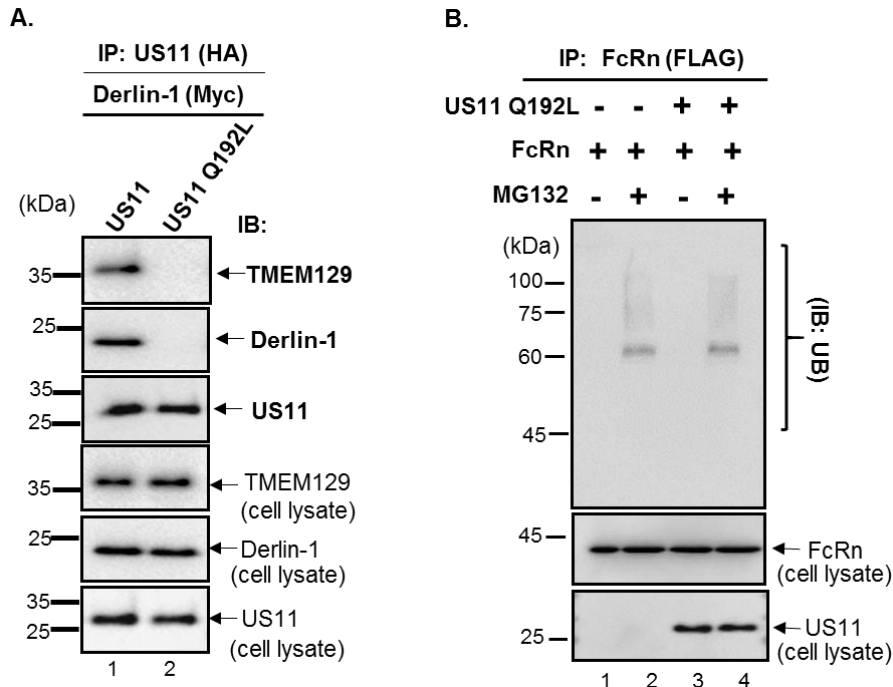 A.
IP: US11 (HA)
Derlin-1 (Myc)
US11
US11 Q192L
(kDa)
IB:
35
TMEM129
25
Derlin-1
35
25
US11
35
TMEM129
(cell lysate)
25
Derlin-1
(cell lysate)
35
25
US11
(cell lysate)
1 2
B.
IP: FcRn (FLAG)
US11 Q192L - - + +
FcRn + + + +
MG132 - + - +
(kDa)
100
75
60
45
(IB: UB)
45
FcRn
(cell lysate)
25
US11
(cell lysate)
1 2 3 4